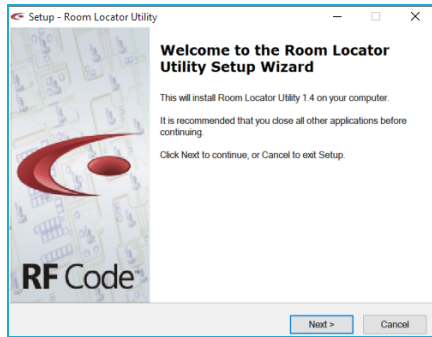 Setup - Room Locator Utility
Welcome to the Room Locator
Utility Setup Wizard
This will install Room Locator Utility 1.4 on your computer.
It is recommended that you close all other applications before
continuing.
Click Next to continue, or Cancel to exit Setup.
RF Code™
Next >
Cancel